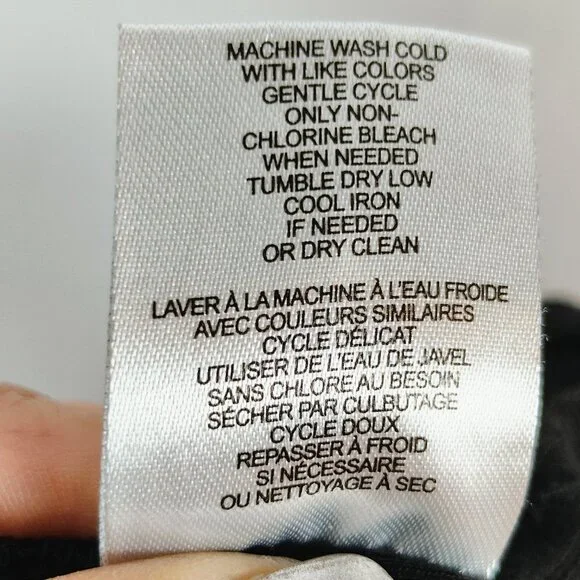 MACHINE WASH COLD
WITH LIKE COLORS
GENTLE CYCLE
ONLY NON-
CHLORINE BLEACH
WHEN NEEDED
TUMBLE DRY LOW
COOL IRON
IF NEEDED
OR DRY CLEAN
LAVER À LA MACHINE À L'EAU FROIDE
AVEC COULEURS SIMILAIRES
CYCLE DÉLICAT
UTILISER DE L'EAU DE JAVEL
SANS CHLORE AU BESOIN
SÉCHER PAR CULBUTAGE
CYCLE DOUX
REPASSER À FROID
SI NÉCESSAIRE
OU NETTOYAGE À SEC